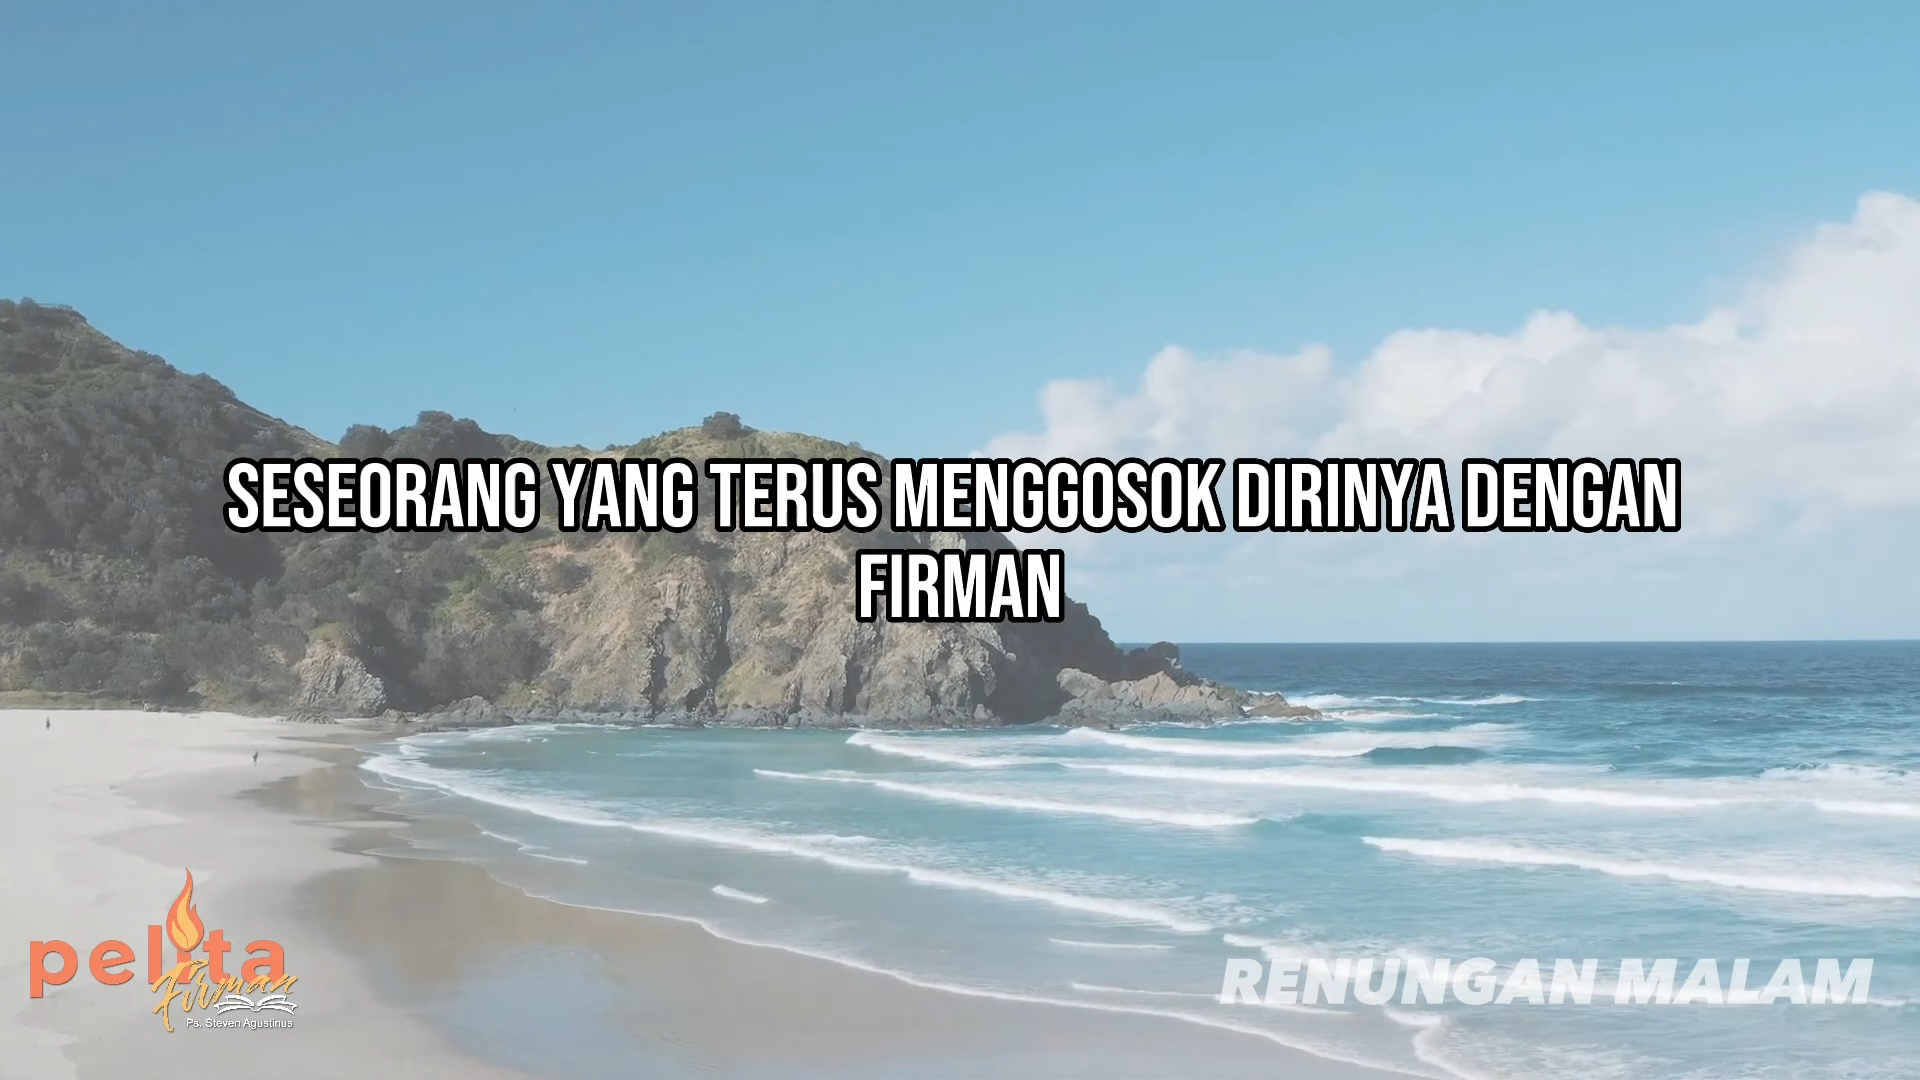 SESEORANG YANG TERUS MENGGOSOK DIRINYA DENGAN
FIRMAN
pelita
Firman
Ps. Steven Agustinus
RENUNGAN MALAM